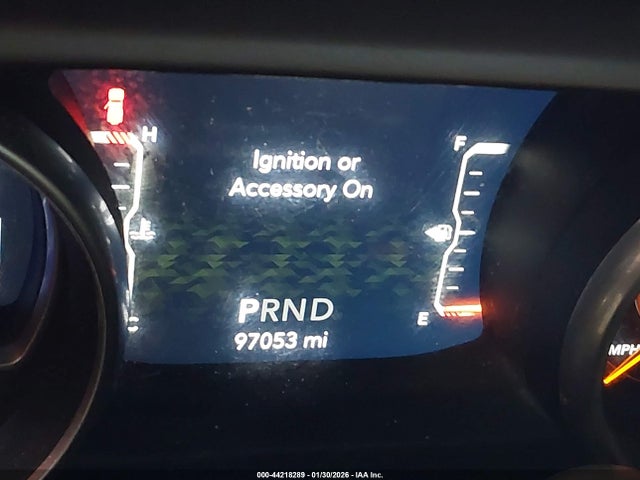 H
F
Ignition or
Accessory On
PRND
C
E
97053 mi
MPH
000-44218289 - 01/30/2026 - IAA Inc.